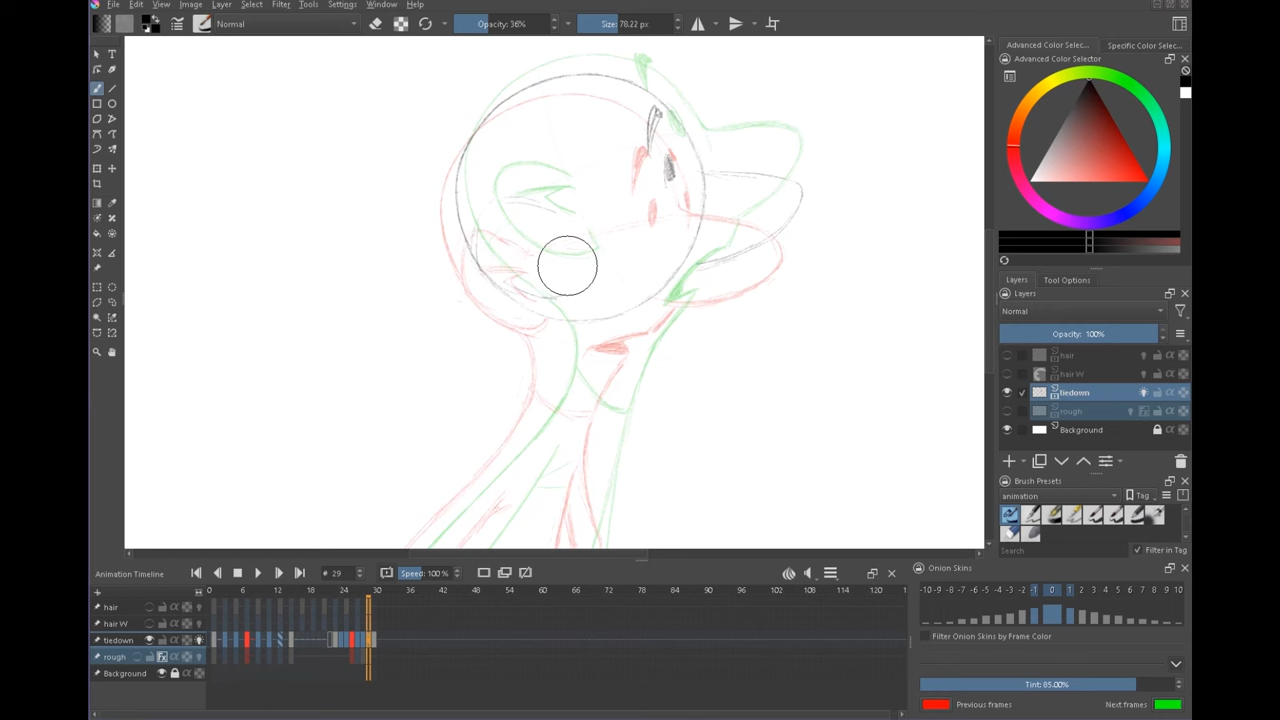 File Edit View Image Layer Select Filter Tools Settings Window Help
Normal Opacity: 36% Size: 78.22 px
Advanced Color Selec... Specific Color Selec...
Advanced Color Selector
Layers Tool Options
Layers
Normal
Opacity: 100%
hair
hair W
tiedown
rough
Background
Brush Presets
animation Tag
Search Filter in Tag
Animation Timeline # 29 Speed: 100 %
0 6 12 18 24 30 36 42 48 54 60 66 72 78 84 90 96 102 108 114 120 12
hair
hair W
tiedown
rough
Background
Onion Skins
-10 -9 -8 -7 -6 -5 -4 -3 -2 -1 0 1 2 3 4 5 6 7 8 9 10
Filter Onion Skins by Frame Color
Tint: 85.00%
Previous frames Next frames